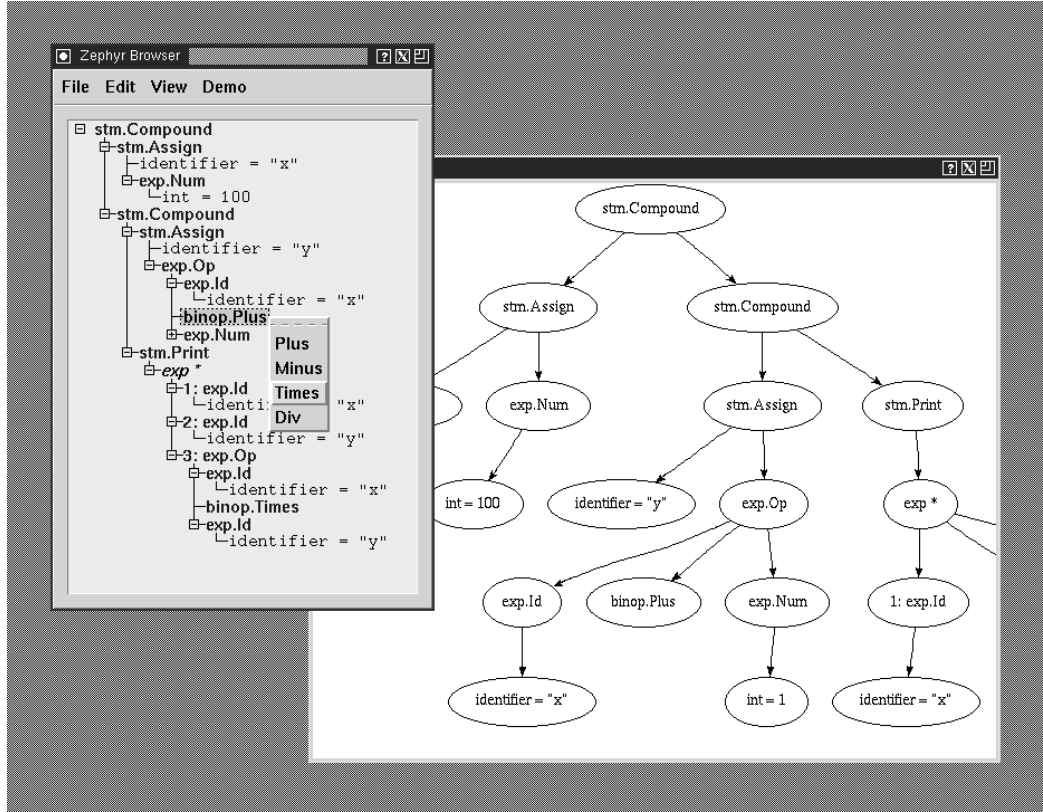 Zephyr Browser
File Edit View Demo
stm.Compound
stm.Assign
identifier = "x"
exp.Num
int = 100
stm.Compound
stm.Assign
identifier = "y"
exp.Op
exp.Id
identifier = "x"
binop.Plus
exp.Num
stm.Print
exp *
1: exp.Id
"x"
2: exp.Id
identifier = "y"
3: exp.Op
exp.Id
identifier = "x"
binop.Times
exp.Id
identifier = "y"
Plus
Minus
Times
Div
stm.Compound
stm.Assign stm.Compound
exp.Num stm.Assign stm.Print
int = 100 identifier = "y" exp.Op exp *
exp.Id binop.Plus exp.Num 1: exp.Id
identifier = "x" int = 1 identifier = "x"